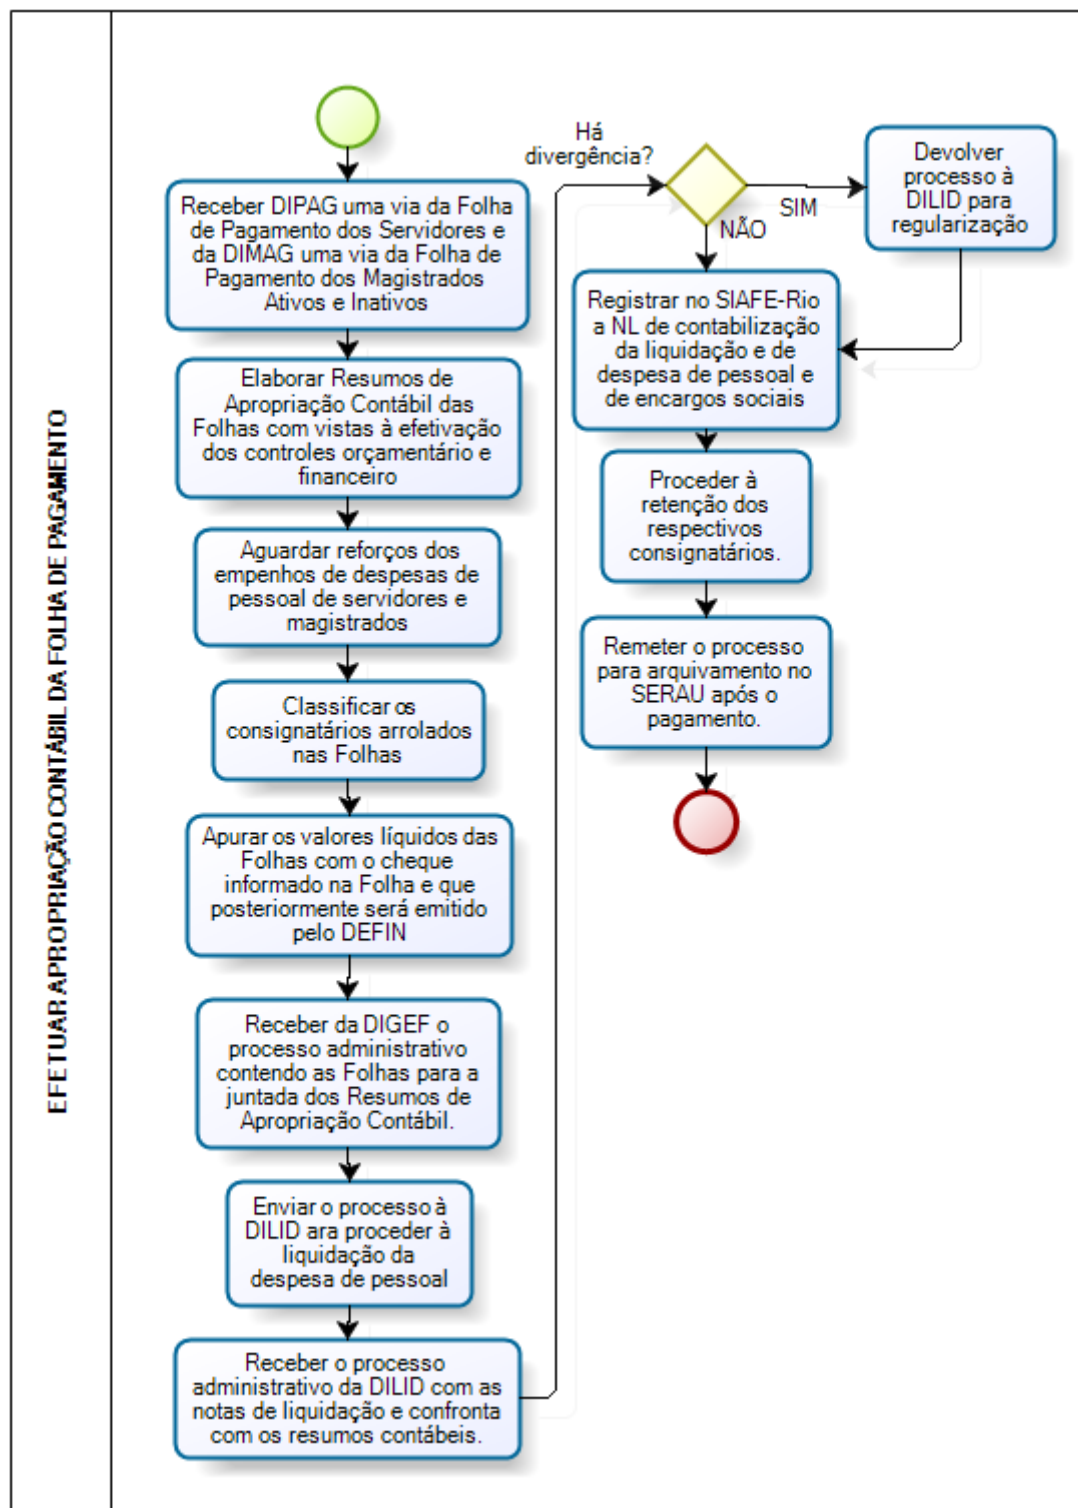 EFETUAR APROPRIAÇÃO CONTÁBIL DA FOLHA DE PAGAMENTO
Receber DIPAG uma via da Folha
de Pagamento dos Servidores e
da DIMAG uma via da Folha de
Pagamento dos Magistrados
Ativos e Inativos
Elaborar Resumos de
Apropriação Contábil das
Folhas com vistas à efetivação
dos controles orçamentário e
financeiro
Aguardar reforços dos
empenhos de despesas de
pessoal de servidores e
magistrados
Classificar os
consignatários arrolados
nas Folhas
Apurar os valores líquidos das
Folhas com o cheque
informado na Folha e que
posteriormente será emitido
pelo DEFIN
Receber da DIGEF o
processo administrativo
contendo as Folhas para a
juntada dos Resumos de
Apropriação Contábil.
Enviar o processo à
DILID ara proceder à
liquidação da
despesa de pessoal
Receber o processo
administrativo da DILID com as
notas de liquidação e confronta
com os resumos contábeis.
Há
divergência?
SIM
NÃO
Devolver
processo à
DILID para
regularização
Registrar no SIAFE-Rio
a NL de contabilização
da liquidação e de
despesa de pessoal e
de encargos sociais
Proceder à
retenção dos
respectivos
consignatários.
Remeter o processo
para arquivamento no
SERAU após o
pagamento.